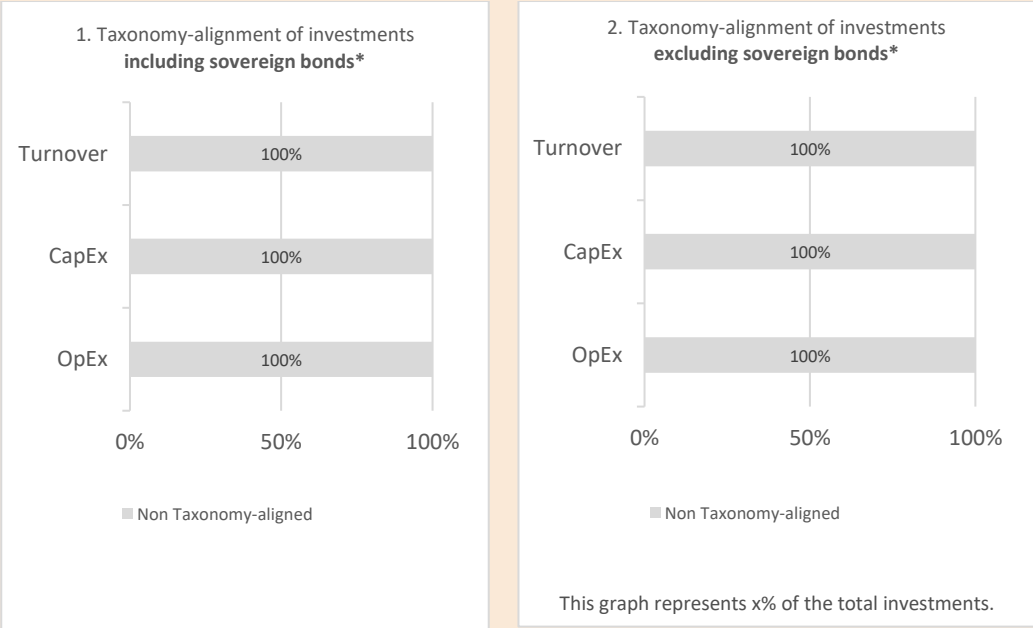 1. Taxonomy-alignment of investments
including sovereign bonds*
Turnover
100%
CapEx
100%
OpEx
100%
0%
50%
100%
Non Taxonomy-aligned
2. Taxonomy-alignment of investments
excluding sovereign bonds*
Turnover
100%
CapEx
100%
OpEx
100%
0%
50%
100%
Non Taxonomy-aligned
This graph represents x% of the total investments.